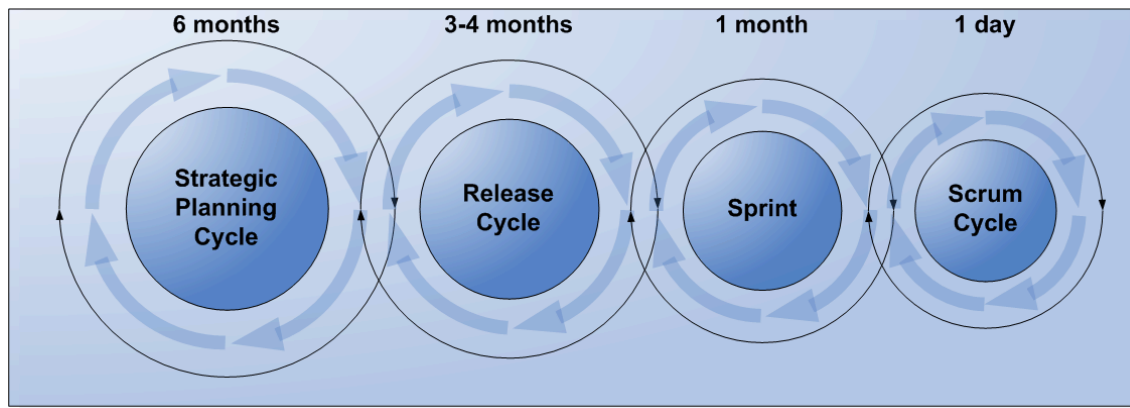 6 months
3-4 months
1 month
1 day
Strategic
Planning
Cycle
Release
Cycle
Sprint
Scrum
Cycle